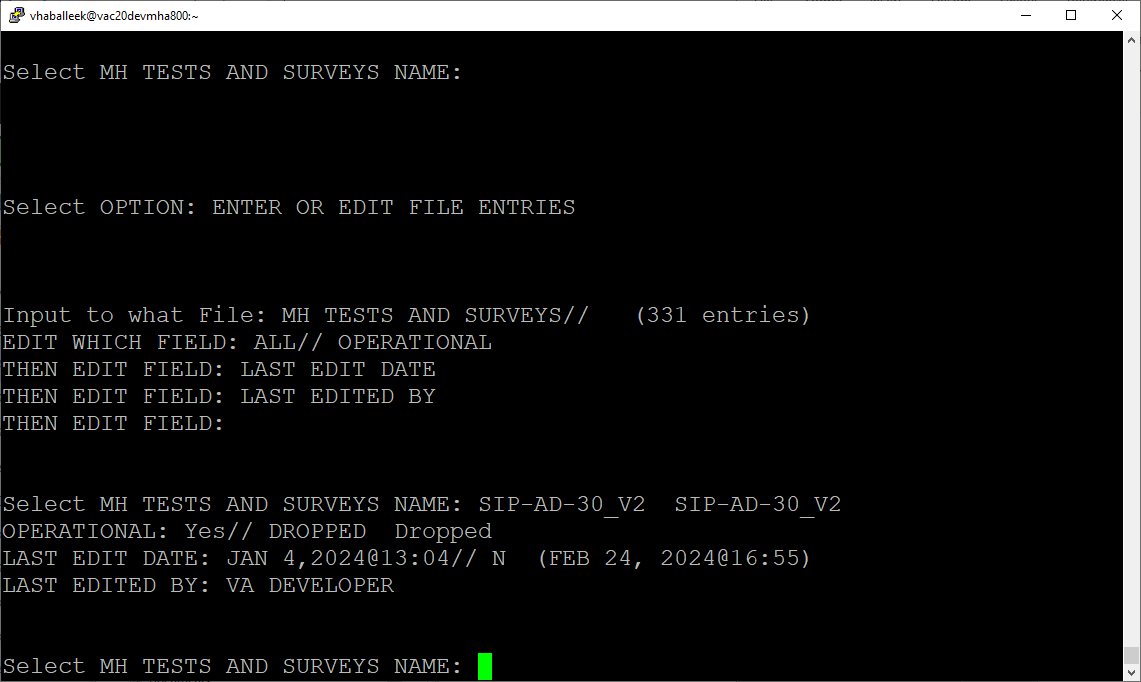 vhaballeek@vac20devmha800:~
Select MH TESTS AND SURVEYS NAME:
Select OPTION: ENTER OR EDIT FILE ENTRIES
Input to what File: MH TESTS AND SURVEYS//   (331 entries)
EDIT WHICH FIELD: ALL// OPERATIONAL
THEN EDIT FIELD: LAST EDIT DATE
THEN EDIT FIELD: LAST EDITED BY
THEN EDIT FIELD:
Select MH TESTS AND SURVEYS NAME: SIP-AD-30_V2  SIP-AD-30_V2
OPERATIONAL: Yes// DROPPED  Dropped
LAST EDIT DATE: JAN 4,2024@13:04// N  (FEB 24, 2024@16:55)
LAST EDITED BY: VA DEVELOPER
Select MH TESTS AND SURVEYS NAME: